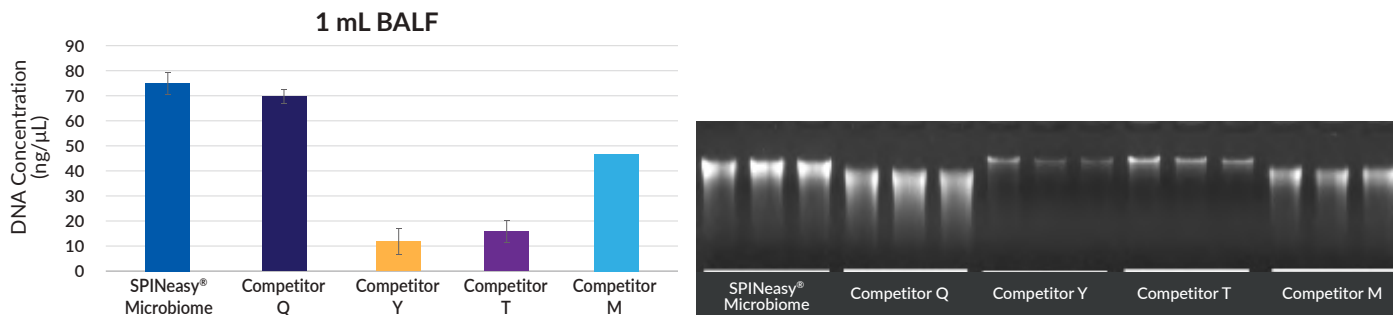 1 mL BALF
DNA Concentration
(ng/µL)
90
80
70
60
50
40
30
20
10
0
SPINeasy®
Microbiome
Competitor
Q
Competitor
Y
Competitor
T
Competitor
M
SPINeasy®
Microbiome
Competitor Q
Competitor Y
Competitor T
Competitor M